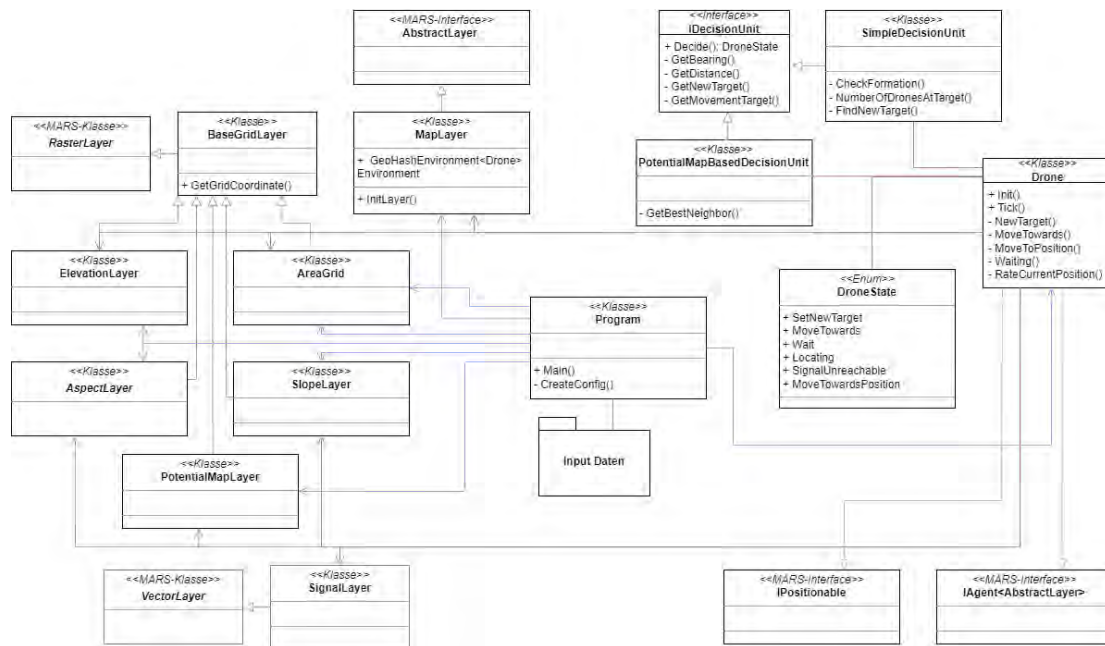 <<MARS-Interface>>
AbstractLayer
<<Interface>>
IDecisionUnit
+ Decide(): DroneState
- GetBearing()
- GetDistance()
- GetNewTarget()
- GetMovementTarget()
<<Klasse>>
SimpleDecisionUnit
- CheckFormation()
- NumberOfDronesAtTarget()
- FindNewTarget()
<<MARS-Klasse>>
RasterLayer
<<Klasse>>
BaseGridLayer
+ GetGridCoordinate()
<<Klasse>>
MapLayer
+ GeoHashEnvironment<Drone>
Environment
+ InitLayer()
<<Klasse>>
PotentialMapBasedDecisionUnit
- GetBestNeighbor()
<<Klasse>>
Drone
+ Init()
+ Tick()
- NewTarget()
- MoveTowards()
- MoveToPosition()
- Waiting()
- RateCurrentPosition()
<<Klasse>>
ElevationLayer
<<Klasse>>
AreaGrid
<<Enum>>
DroneState
+ SetNewTarget
+ MoveTowards
+ Wait
+ Locating
+ SignalUnreachable
+ MoveTowardsPosition
<<Klasse>>
Program
+ Main()
- CreateConfig()
<<Klasse>>
AspectLayer
<<Klasse>>
SlopeLayer
Input Daten
<<Klasse>>
PotentialMapLayer
<<MARS-Klasse>>
VectorLayer
<<Klasse>>
SignalLayer
<<MARS-interface>>
IPositionable
<<MARS-interface>>
IAgent<AbstractLayer>